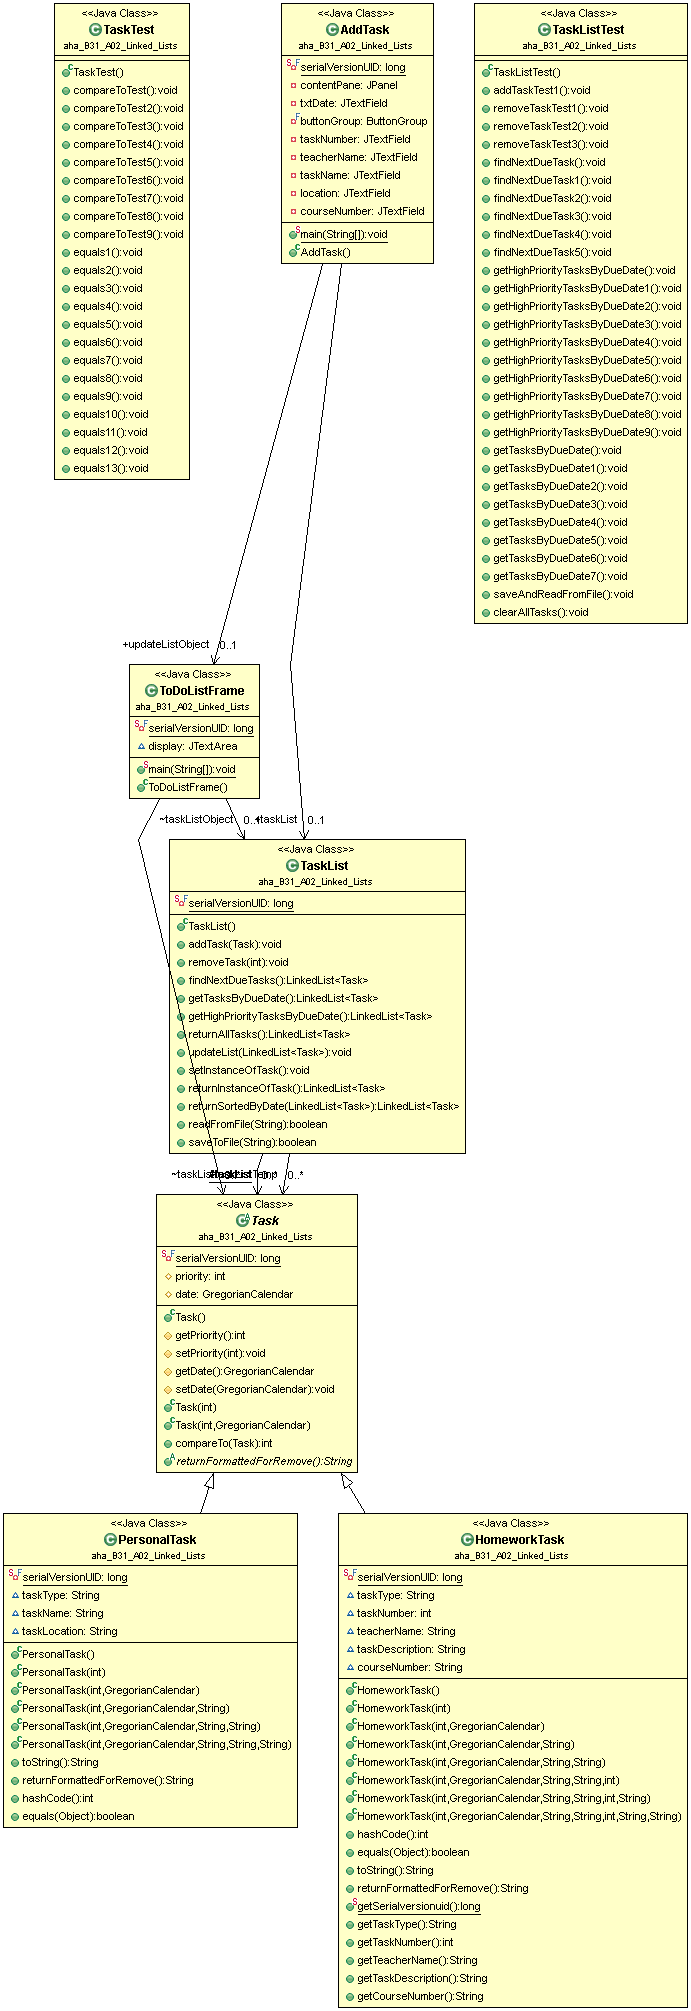 <<Java Class>>
TaskTest
aha_B31_A02_Linked_Lists
TaskTest()
compareToTest():void
compareToTest2():void
compareToTest3():void
compareToTest4():void
compareToTest5():void
compareToTest6():void
compareToTest7():void
compareToTest8():void
compareToTest9():void
equals1():void
equals2():void
equals3():void
equals4():void
equals5():void
equals6():void
equals7():void
equals8():void
equals9():void
equals10():void
equals11():void
equals12():void
equals13():void
<<Java Class>>
AddTask
aha_B31_A02_Linked_Lists
serialVersionUID: long
contentPane: JPanel
txtDate: JTextField
buttonGroup: ButtonGroup
taskNumber: JTextField
teacherName: JTextField
taskName: JTextField
location: JTextField
courseNumber: JTextField
main(String[]):void
AddTask()
<<Java Class>>
TaskListTest
aha_B31_A02_Linked_Lists
TaskListTest()
addTaskTest1():void
removeTaskTest1():void
removeTaskTest2():void
removeTaskTest3():void
findNextDueTask():void
findNextDueTask1():void
findNextDueTask2():void
findNextDueTask3():void
findNextDueTask4():void
findNextDueTask5():void
getHighPriorityTasksByDueDate():void
getHighPriorityTasksByDueDate1():void
getHighPriorityTasksByDueDate2():void
getHighPriorityTasksByDueDate3():void
getHighPriorityTasksByDueDate4():void
getHighPriorityTasksByDueDate5():void
getHighPriorityTasksByDueDate6():void
getHighPriorityTasksByDueDate7():void
getHighPriorityTasksByDueDate8():void
getHighPriorityTasksByDueDate9():void
getTasksByDueDate():void
getTasksByDueDate1():void
getTasksByDueDate2():void
getTasksByDueDate3():void
getTasksByDueDate4():void
getTasksByDueDate5():void
getTasksByDueDate6():void
getTasksByDueDate7():void
saveAndReadFromFile():void
clearAllTasks():void
+updateListObject 0..1
<<Java Class>>
ToDoListFrame
aha_B31_A02_Linked_Lists
serialVersionUID: long
display: JTextArea
main(String[]):void
ToDoListFrame()
~taskListObject 0..1 taskList 0..1
<<Java Class>>
TaskList
aha_B31_A02_Linked_Lists
serialVersionUID: long
TaskList()
addTask(Task):void
removeTask(int):void
findNextDueTasks():LinkedList<Task>
getTasksByDueDate():LinkedList<Task>
getHighPriorityTasksByDueDate():LinkedList<Task>
returnAllTasks():LinkedList<Task>
updateList(LinkedList<Task>):void
setInstanceOfTask():void
returnInstanceOfTask():LinkedList<Task>
returnSortedByDate(LinkedList<Task>):LinkedList<Task>
readFromFile(String):boolean
saveToFile(String):boolean
0..*
<<Java Class>>
Task
aha_B31_A02_Linked_Lists
serialVersionUID: long
priority: int
date: GregorianCalendar
Task()
getPriority():int
setPriority(int):void
getDate():GregorianCalendar
setDate(GregorianCalendar):void
Task(int)
Task(int,GregorianCalendar)
compareTo(Task):int
returnFormattedForRemove():String
<<Java Class>>
PersonalTask
aha_B31_A02_Linked_Lists
serialVersionUID: long
taskType: String
taskName: String
taskLocation: String
PersonalTask()
PersonalTask(int)
PersonalTask(int,GregorianCalendar)
PersonalTask(int,GregorianCalendar,String)
PersonalTask(int,GregorianCalendar,String,String)
PersonalTask(int,GregorianCalendar,String,String,String)
toString():String
returnFormattedForRemove():String
hashCode():int
equals(Object):boolean
<<Java Class>>
HomeworkTask
aha_B31_A02_Linked_Lists
serialVersionUID: long
taskType: String
taskNumber: int
teacherName: String
taskDescription: String
courseNumber: String
HomeworkTask()
HomeworkTask(int)
HomeworkTask(int,GregorianCalendar)
HomeworkTask(int,GregorianCalendar,String)
HomeworkTask(int,GregorianCalendar,String,String)
HomeworkTask(int,GregorianCalendar,String,String,int)
HomeworkTask(int,GregorianCalendar,String,String,int,String)
HomeworkTask(int,GregorianCalendar,String,String,int,String,String)
hashCode():int
equals(Object):boolean
toString():String
returnFormattedForRemove():String
getSerialversionuid():long
getTaskType():String
getTaskNumber():int
getTeacherName():String
getTaskDescription():String
getCourseNumber():String